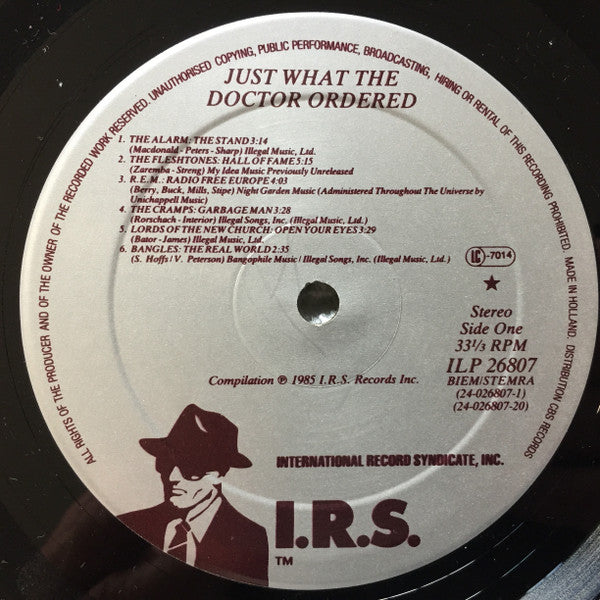 ALL RIGHTS OF THE PRODUCER AND OF THE OWNER OF THE RECORDED WORK RESERVED. UNAUTHORISED COPYING, PUBLIC PERFORMANCE, BROADCASTING, HIRING OR RENTAL OF THIS RECORDING PROHIBITED. MADE IN HOLLAND. DISTRIBUTION CBS RECORDS
JUST WHAT THE
DOCTOR ORDERED
1. THE ALARM: THE STAND 3:14
(Macdonald - Peters - Sharp) Illegal Music, Ltd.
2. THE FLESHTONES: HALL OF FAME 5:15
(Zaremba - Streng) My Idea Music Previously Unreleased
3. R.E.M.: RADIO FREE EUROPE 4:03
(Berry, Buck, Mills, Stipe) Night Garden Music (Administered Throughout The Universe by
Unichappell Music)
4. THE CRAMPS: GARBAGE MAN 3:28
(Rorschach - Interior) Illegal Songs, Inc. (Illegal Music, Ltd.)
5. LORDS OF THE NEW CHURCH: OPEN YOUR EYES 3:29
(Bator - James) Illegal Music, Ltd.
6. BANGLES: THE REAL WORLD 2:35
(S. Hoffs / V. Peterson) Bangophile Music / Illegal Songs, Inc. (Illegal Music, Ltd.)
LC -7014
★
Stereo
Side One
33 1/3 RPM
ILP 26807
BIEM/STEMRA
(24-026807-1)
(24-026807-20)
Compilation ℗ 1985 I.R.S. Records Inc.
INTERNATIONAL RECORD SYNDICATE, INC.
I.R.S.
TM